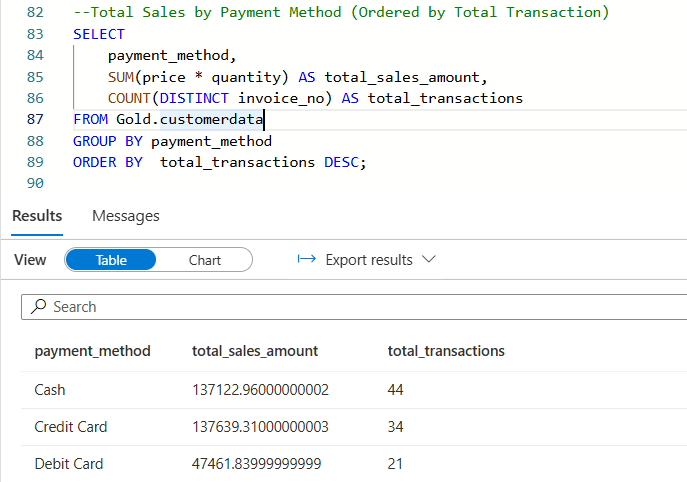 82 --Total Sales by Payment Method (Ordered by Total Transaction)
83 SELECT
84 payment_method,
85 SUM(price * quantity) AS total_sales_amount,
86 COUNT(DISTINCT invoice_no) AS total_transactions
87 FROM Gold.customerdata
88 GROUP BY payment_method
89 ORDER BY  total_transactions DESC;
90
Results Messages
View Table Chart Export results
Search
payment_method total_sales_amount total_transactions
Cash 137122.96000000002 44
Credit Card 137639.31000000003 34
Debit Card 47461.83999999999 21